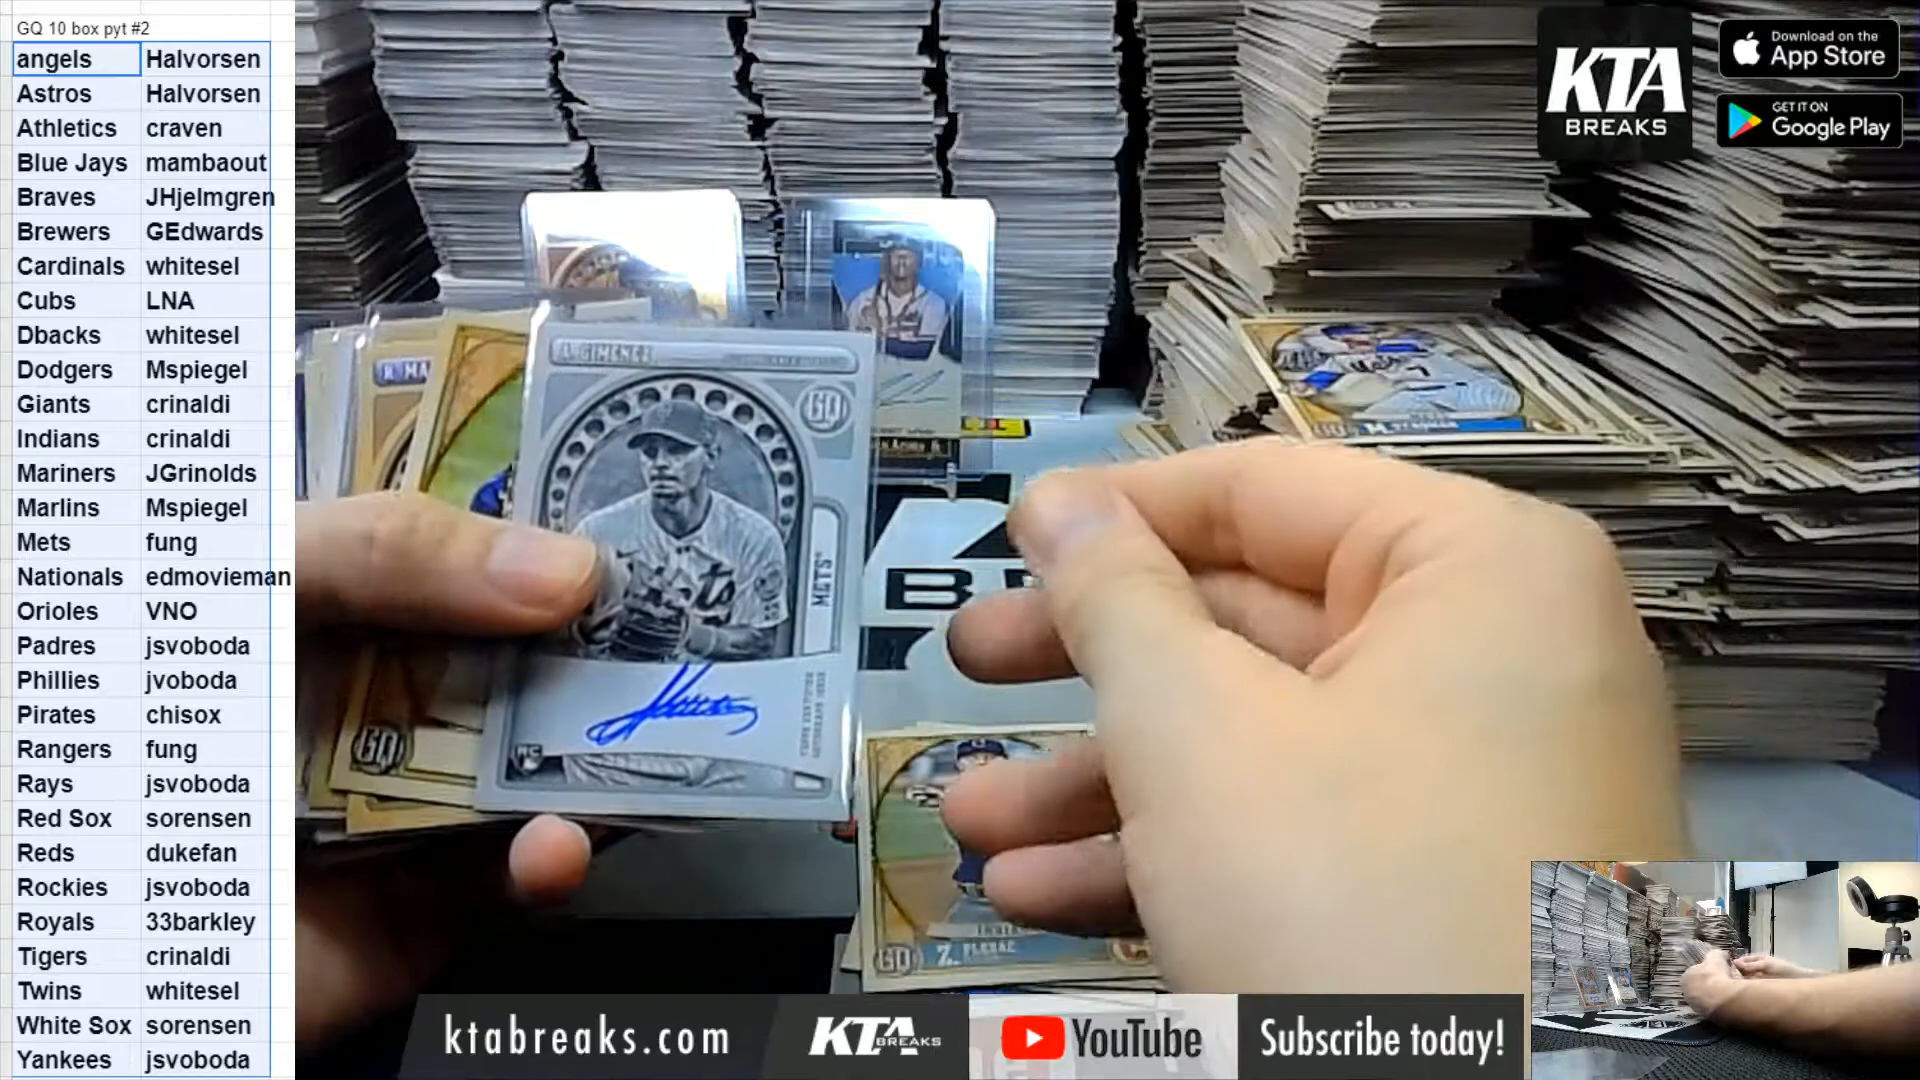 GQ 10 box pyt #2
angels Halvorsen
Astros Halvorsen
Athletics craven
Blue Jays mambaout
Braves JHjelmgren
Brewers GEdwards
Cardinals whitesel
Cubs LNA
Dbacks whitesel
Dodgers Mspiegel
Giants crinaldi
Indians crinaldi
Mariners JGrinolds
Marlins Mspiegel
Mets fung
Nationals edmovieman
Orioles VNO
Padres jsvoboda
Phillies jvoboda
Pirates chisox
Rangers fung
Rays jsvoboda
Red Sox sorensen
Reds dukefan
Rockies jsvoboda
Royals 33barkley
Tigers crinaldi
Twins whitesel
White Sox sorensen
Yankees jsvoboda
KTA
BREAKS
Download on the
App Store
GET IT ON
Google Play
A. GIMENEZ
GQ
METS
RC
R. MA
GQ
GQ
Z. PLESAC
ktabreaks.com
KTA
BREAKS
YouTube
Subscribe today!